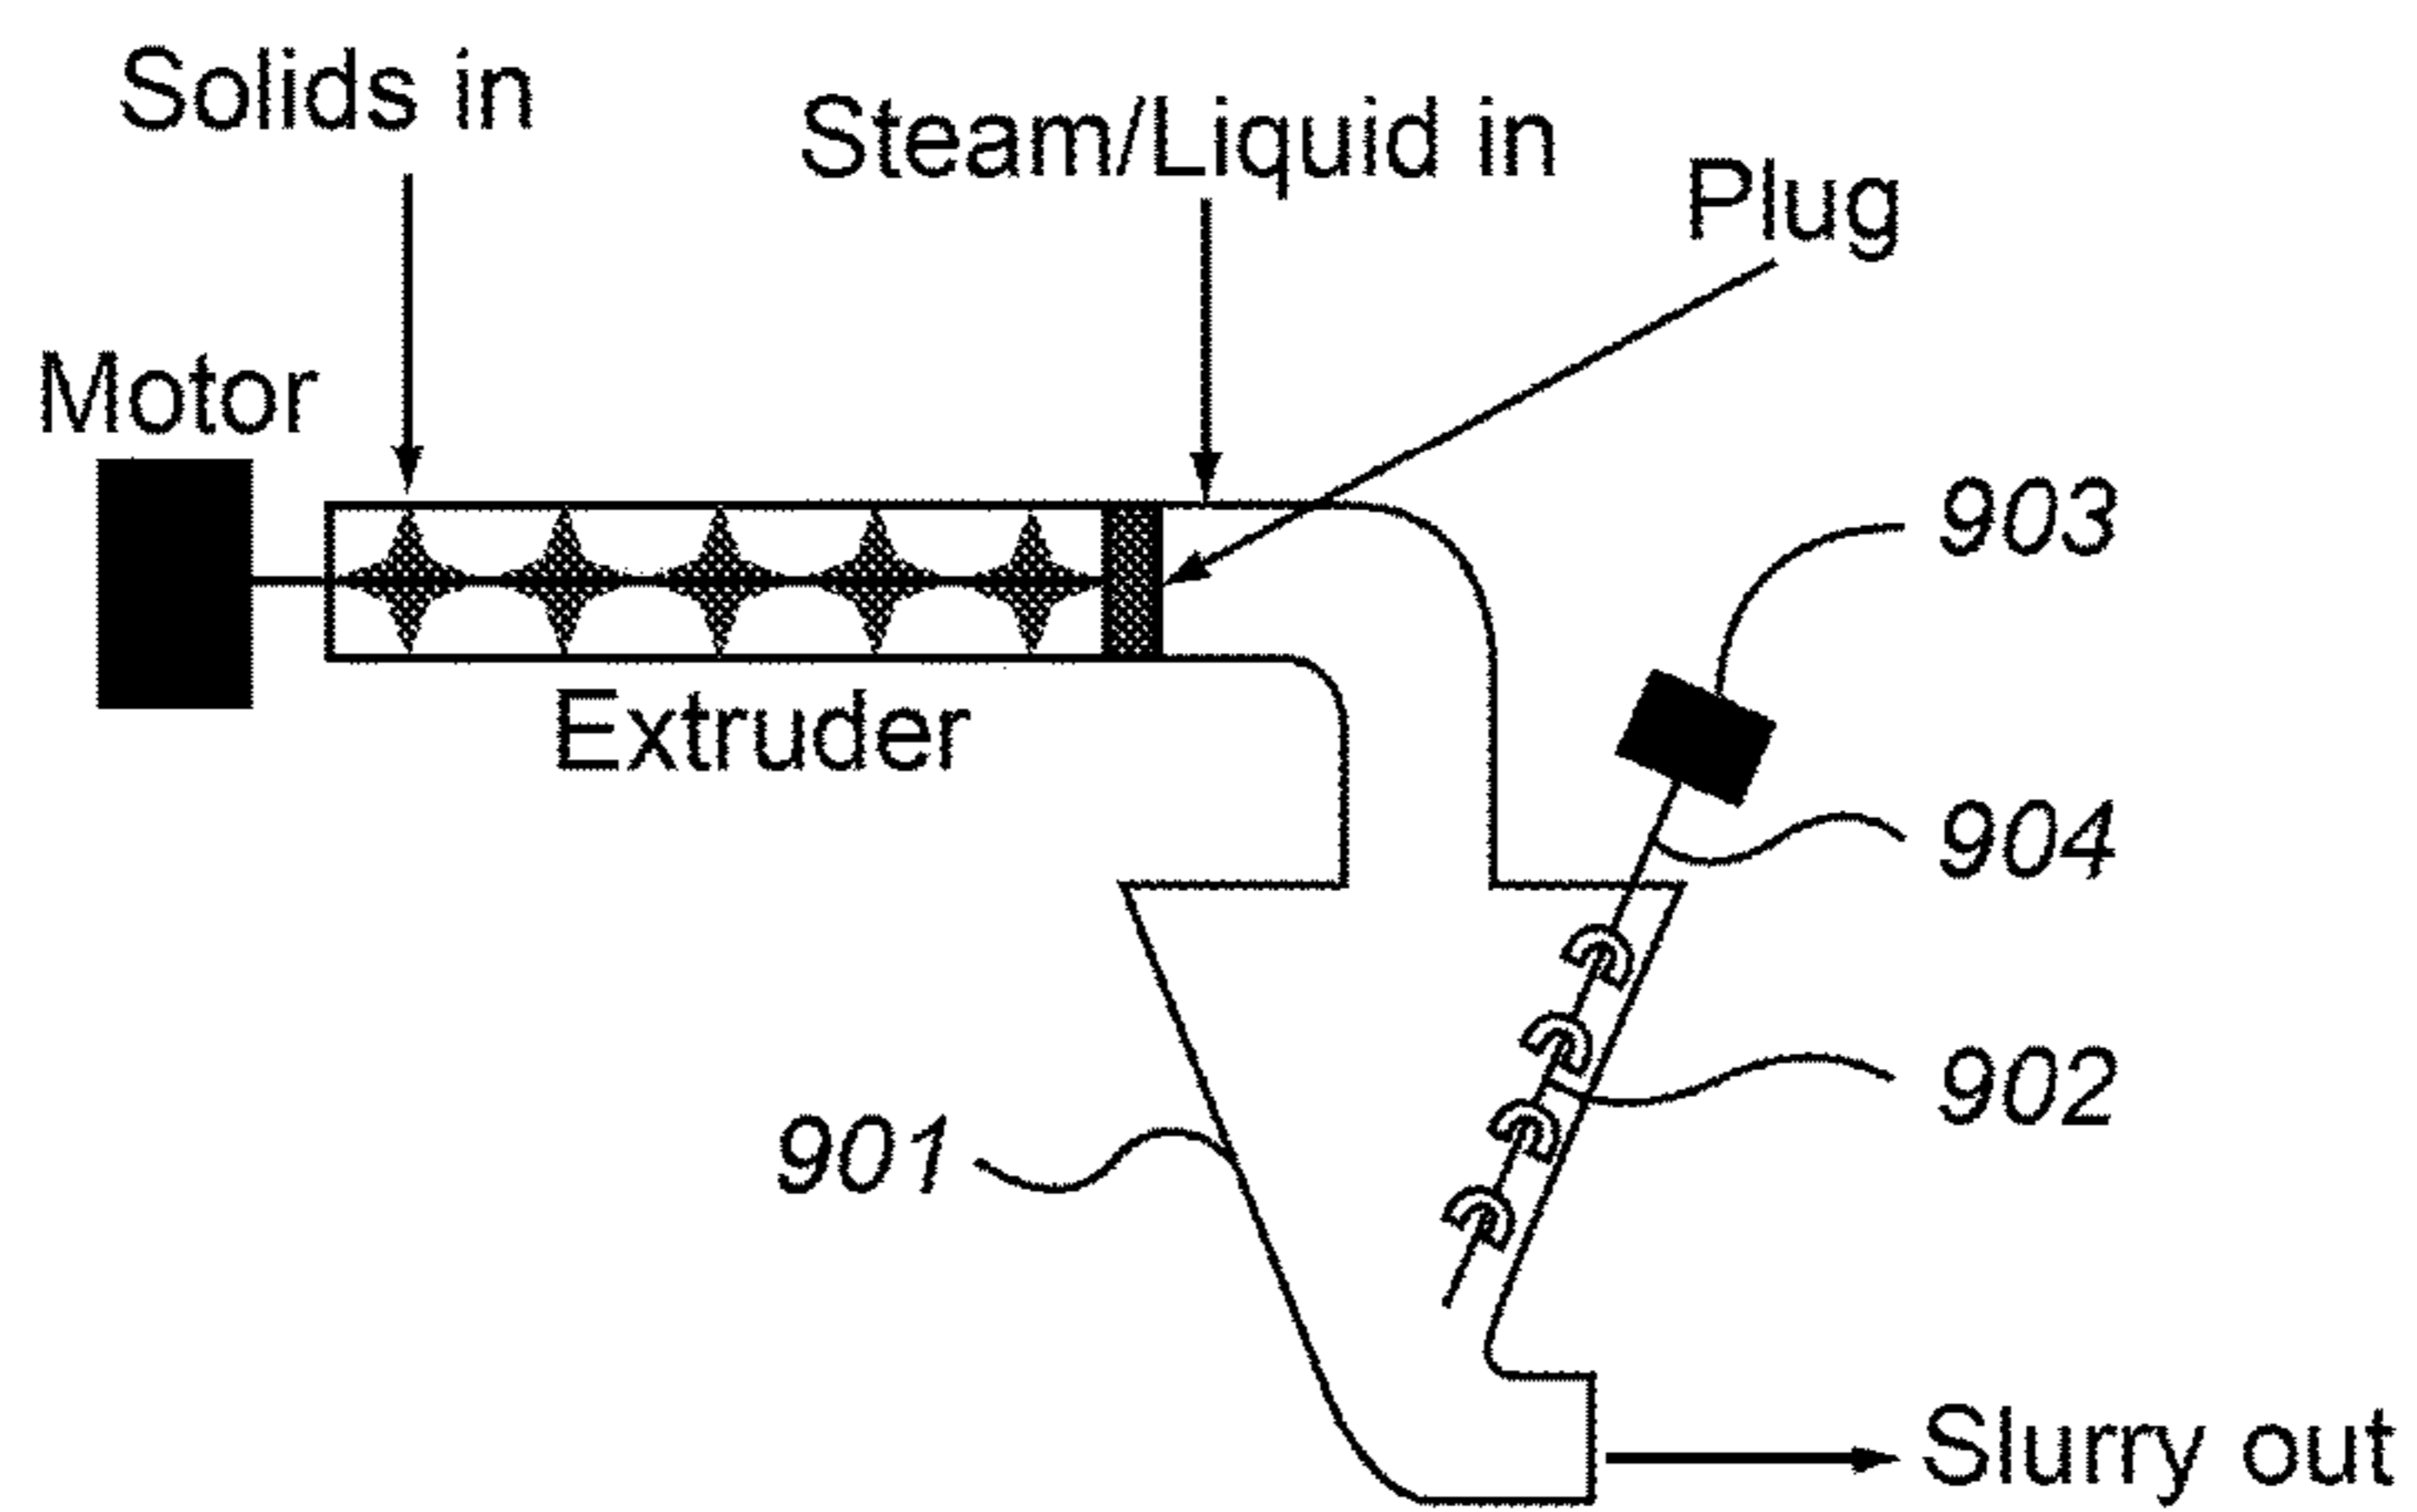 Solids in
Steam/Liquid in
Plug
Motor
903
Extruder
904
902
901
Slurry out